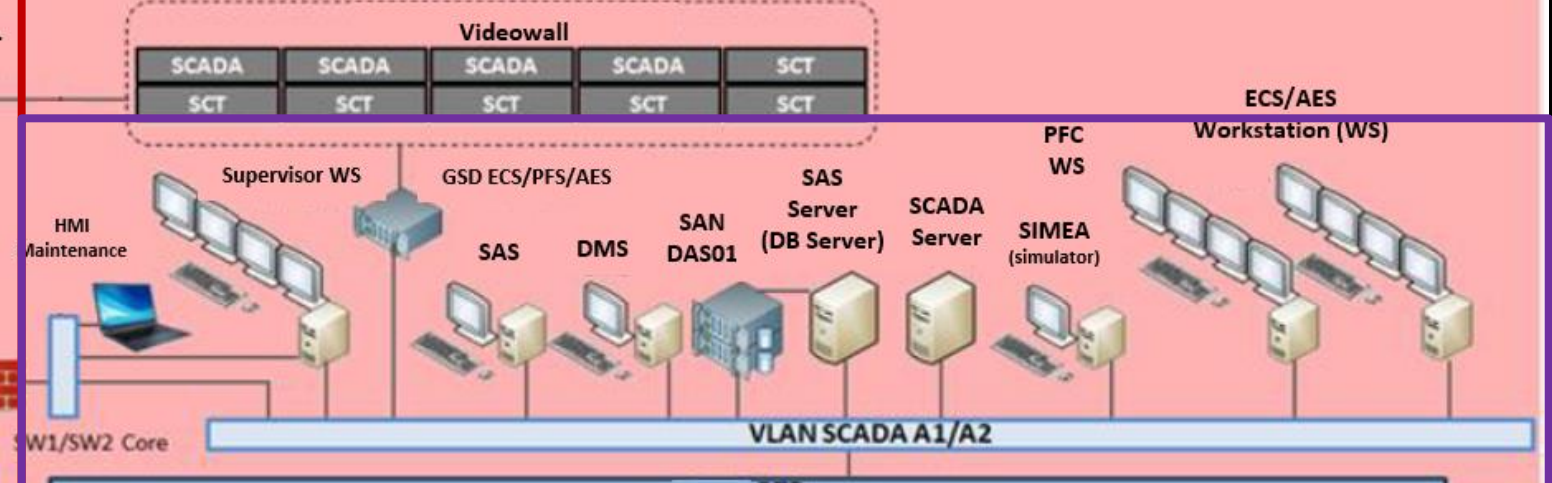 Videowall
SCADA SCADA SCADA SCADA SCT
SCT SCT SCT SCT SCT
ECS/AES
Workstation (WS)
PFC
WS
Supervisor WS
GSD ECS/PFS/AES
SAS
Server
(DB Server)
SCADA
Server
SAN
DAS01
SIMEA
(simulator)
HMI
Maintenance
SAS
DMS
SW1/SW2 Core
VLAN SCADA A1/A2